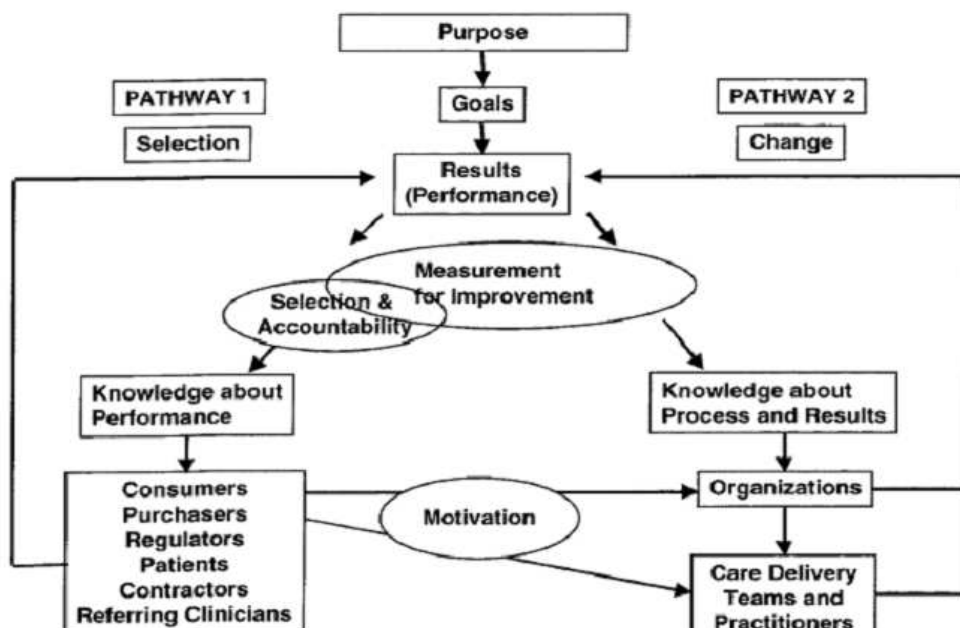 Purpose
PATHWAY 1
Goals
PATHWAY 2
Selection
Change
Results
(Performance)
Measurement
for Improvement
Selection &
Accountability
Knowledge about
Performance
Knowledge about
Process and Results
Consumers
Purchasers
Regulators
Patients
Contractors
Referring Clinicians
Motivation
Organizations
Care Delivery
Teams and
Practitioners